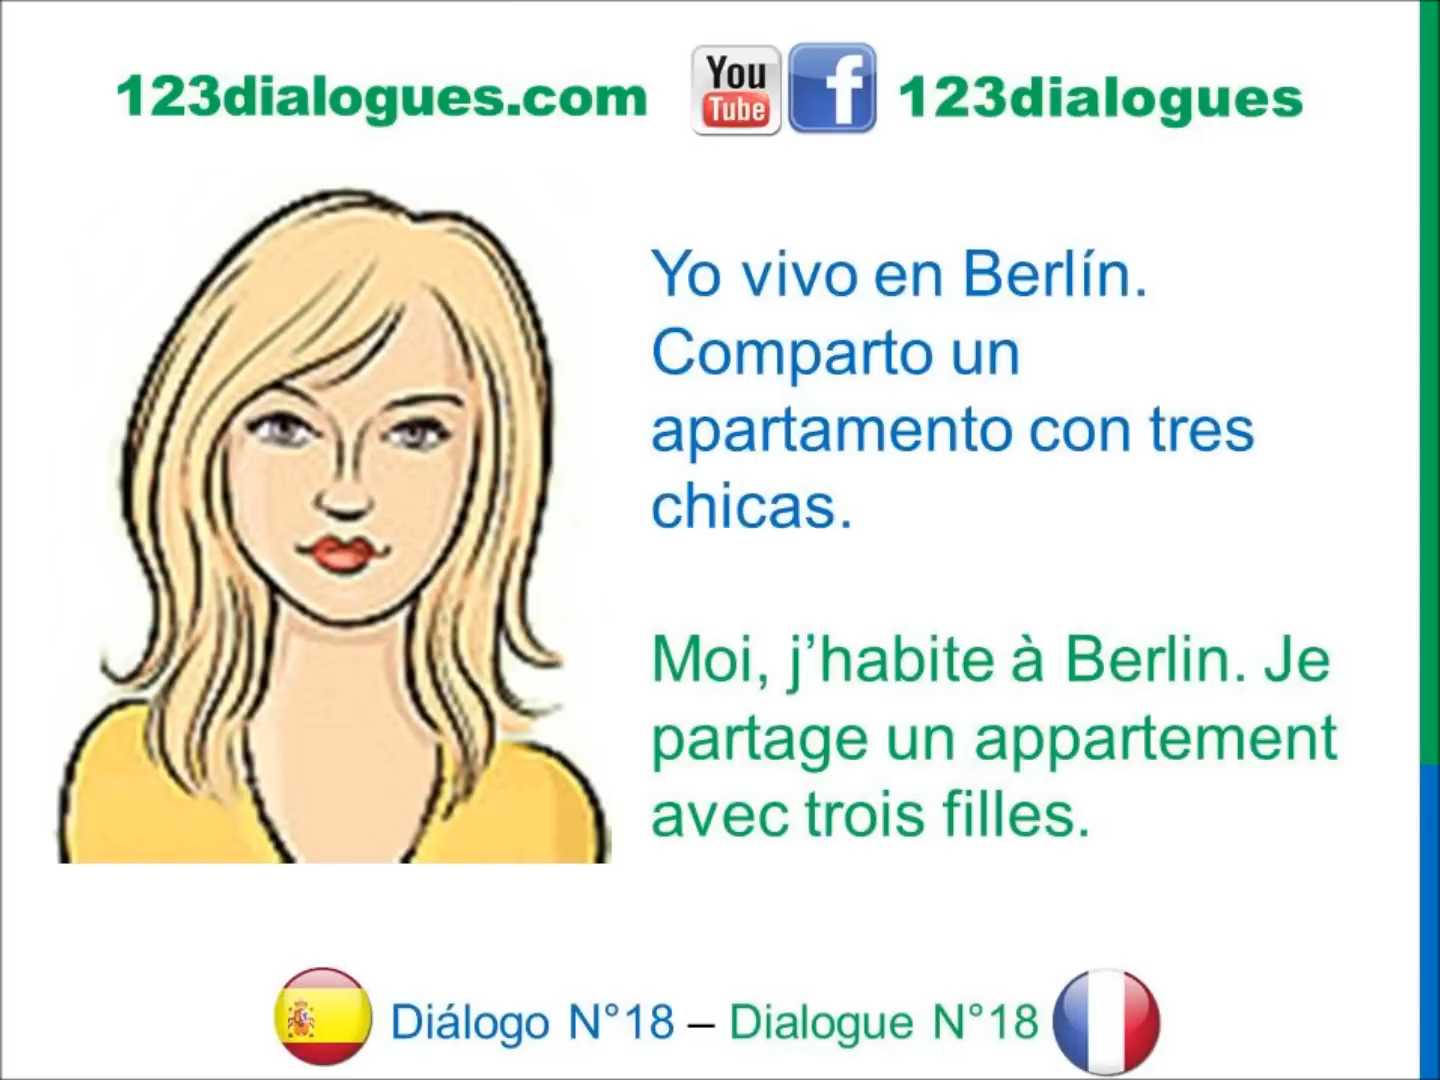 123dialogues.com
You
Tube
f
123dialogues
Yo vivo en Berlín.
Comparto un
apartamento con tres
chicas.
Moi, j’habite à Berlin. Je
partage un appartement
avec trois filles.
Diálogo N°18 – Dialogue N°18